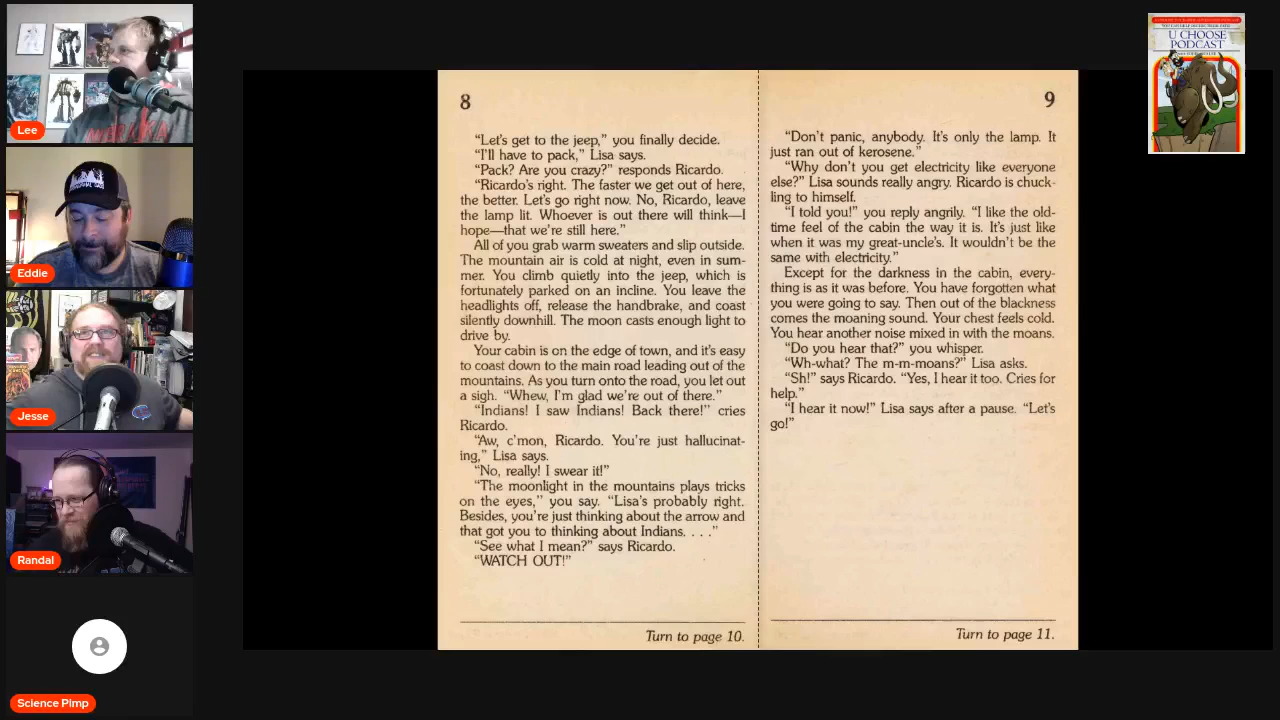 Lee
Eddie
Jesse
Randal
Science Pimp
8
“Let’s get to the jeep,” you finally decide.
“I’ll have to pack,” Lisa says.
“Pack? Are you crazy?” responds Ricardo.
“Ricardo’s right. The faster we get out of here,
the better. Let’s go right now. No, Ricardo, leave
the lamp lit. Whoever is out there will think—I
hope—that we’re still here.”
All of you grab warm sweaters and slip outside.
The mountain air is cold at night, even in sum-
mer. You climb quietly into the jeep, which is
fortunately parked on an incline. You leave the
headlights off, release the handbrake, and coast
silently downhill. The moon casts enough light to
drive by.
Your cabin is on the edge of town, and it’s easy
to coast down to the main road leading out of the
mountains. As you turn onto the road, you let out
a sigh. “Whew, I’m glad we’re out of there.”
“Indians! I saw Indians! Back there!” cries
Ricardo.
“Aw, c’mon, Ricardo. You’re just hallucinat-
ing,” Lisa says.
“No, really! I swear it!”
“The moonlight in the mountains plays tricks
on the eyes,” you say. “Lisa’s probably right.
Besides, you’re just thinking about the arrow and
that got you to thinking about Indians. . . .”
“See what I mean?” says Ricardo.
“WATCH OUT!”
Turn to page 10.
9
“Don’t panic, anybody. It’s only the lamp. It
just ran out of kerosene.”
“Why don’t you get electricity like everyone
else?” Lisa sounds really angry. Ricardo is chuck-
ling to himself.
“I told you!” you reply angrily. “I like the old-
time feel of the cabin the way it is. It’s just like
when it was my great-uncle’s. It wouldn’t be the
same with electricity.”
Except for the darkness in the cabin, every-
thing is as it was before. You have forgotten what
you were going to say. Then out of the blackness
comes the moaning sound. Your chest feels cold.
You hear another noise mixed in with the moans.
“Do you hear that?” you whisper.
“Wh-what? The m-m-moans?” Lisa asks.
“Sh!” says Ricardo. “Yes, I hear it too. Cries for
help.”
“I hear it now!” Lisa says after a pause. “Let’s
go!”
Turn to page 11.
U CHOOSE
PODCAST